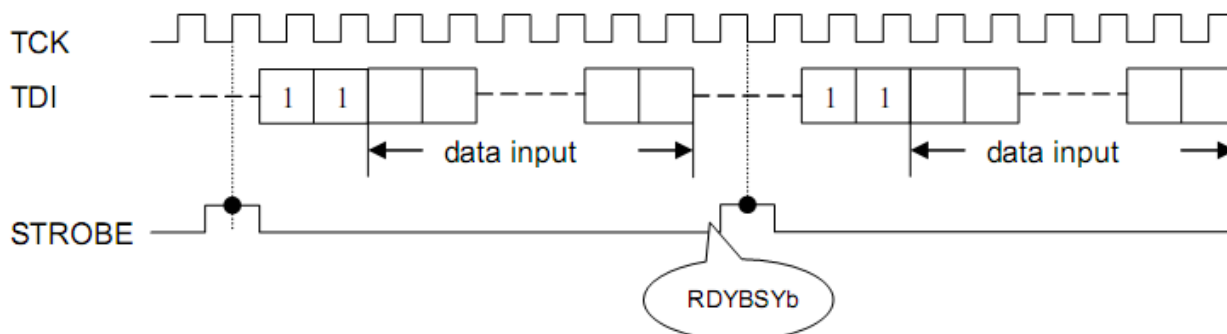 TCK
TDI
1 1 1 1
data input data input
STROBE
RDYBSYb